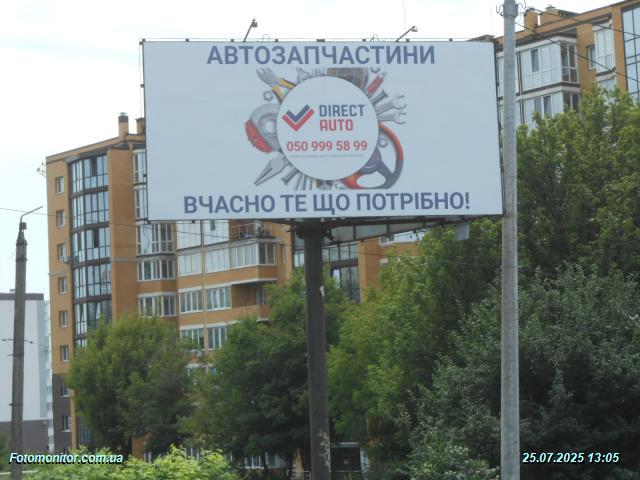 АВТОЗАПЧАСТИНИ
DIRECT
AUTO
050 999 58 99
ВЧАСНО ТЕ ЩО ПОТРІБНО!
Fotomonitor.com.ua
25.07.2025 13:05